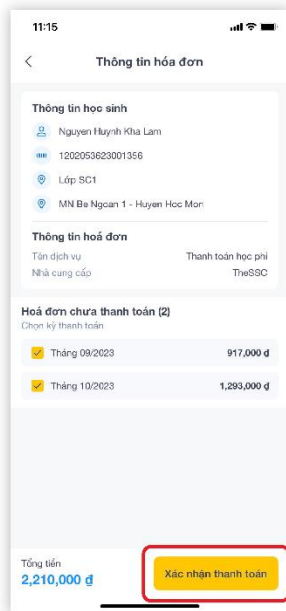 11:15
Thông tin hóa đơn
Thông tin học sinh
Nguyen Huynh Kha Lam
1202053623001356
Lớp SC1
MN Be Ngoan 1 - Huyen Hoc Mon
Thông tin hoá đơn
Tên dịch vụ Thanh toán học phí
Nhà cung cấp TheSSC
Hoá đơn chưa thanh toán (2)
Chọn kỳ thanh toán
Tháng 09/2023 917,000 đ
Tháng 10/2023 1,293,000 đ
Tổng tiền
2,210,000 đ
Xác nhận thanh toán